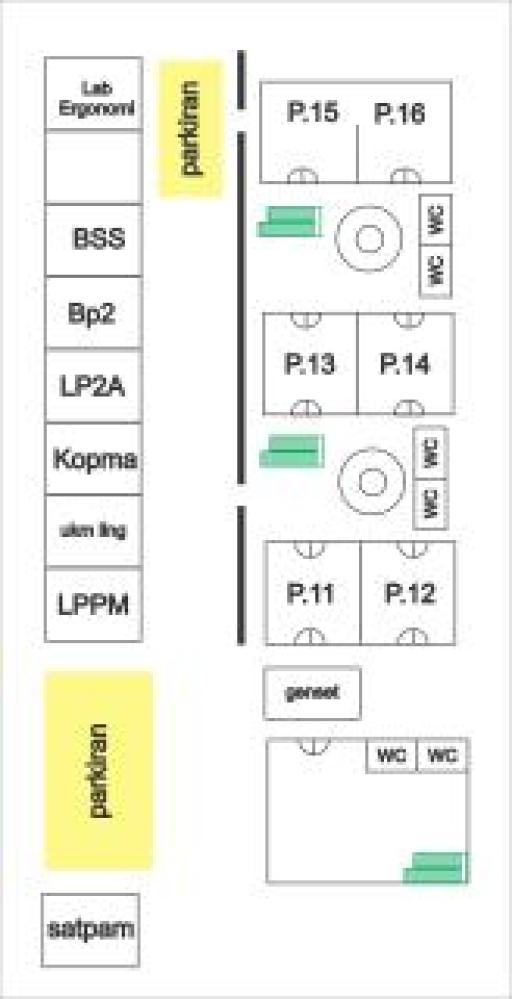 Lab
Ergonomi
parkiran
P.15
P.16
BSS
WC
WC
Bp2
P.13
P.14
LP2A
Kopma
WC
WC
ukm ling
P.11
P.12
LPPM
genset
parkiran
WC
WC
satpam